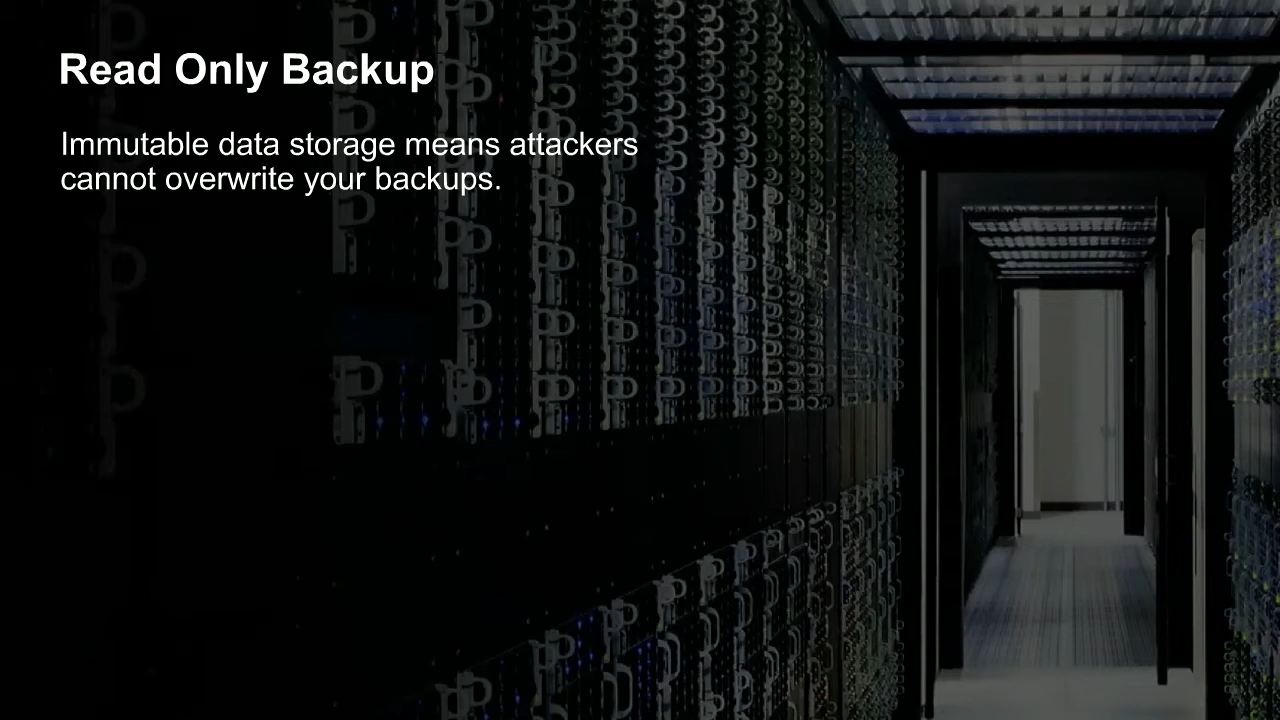 Read Only Backup
Immutable data storage means attackers
cannot overwrite your backups.